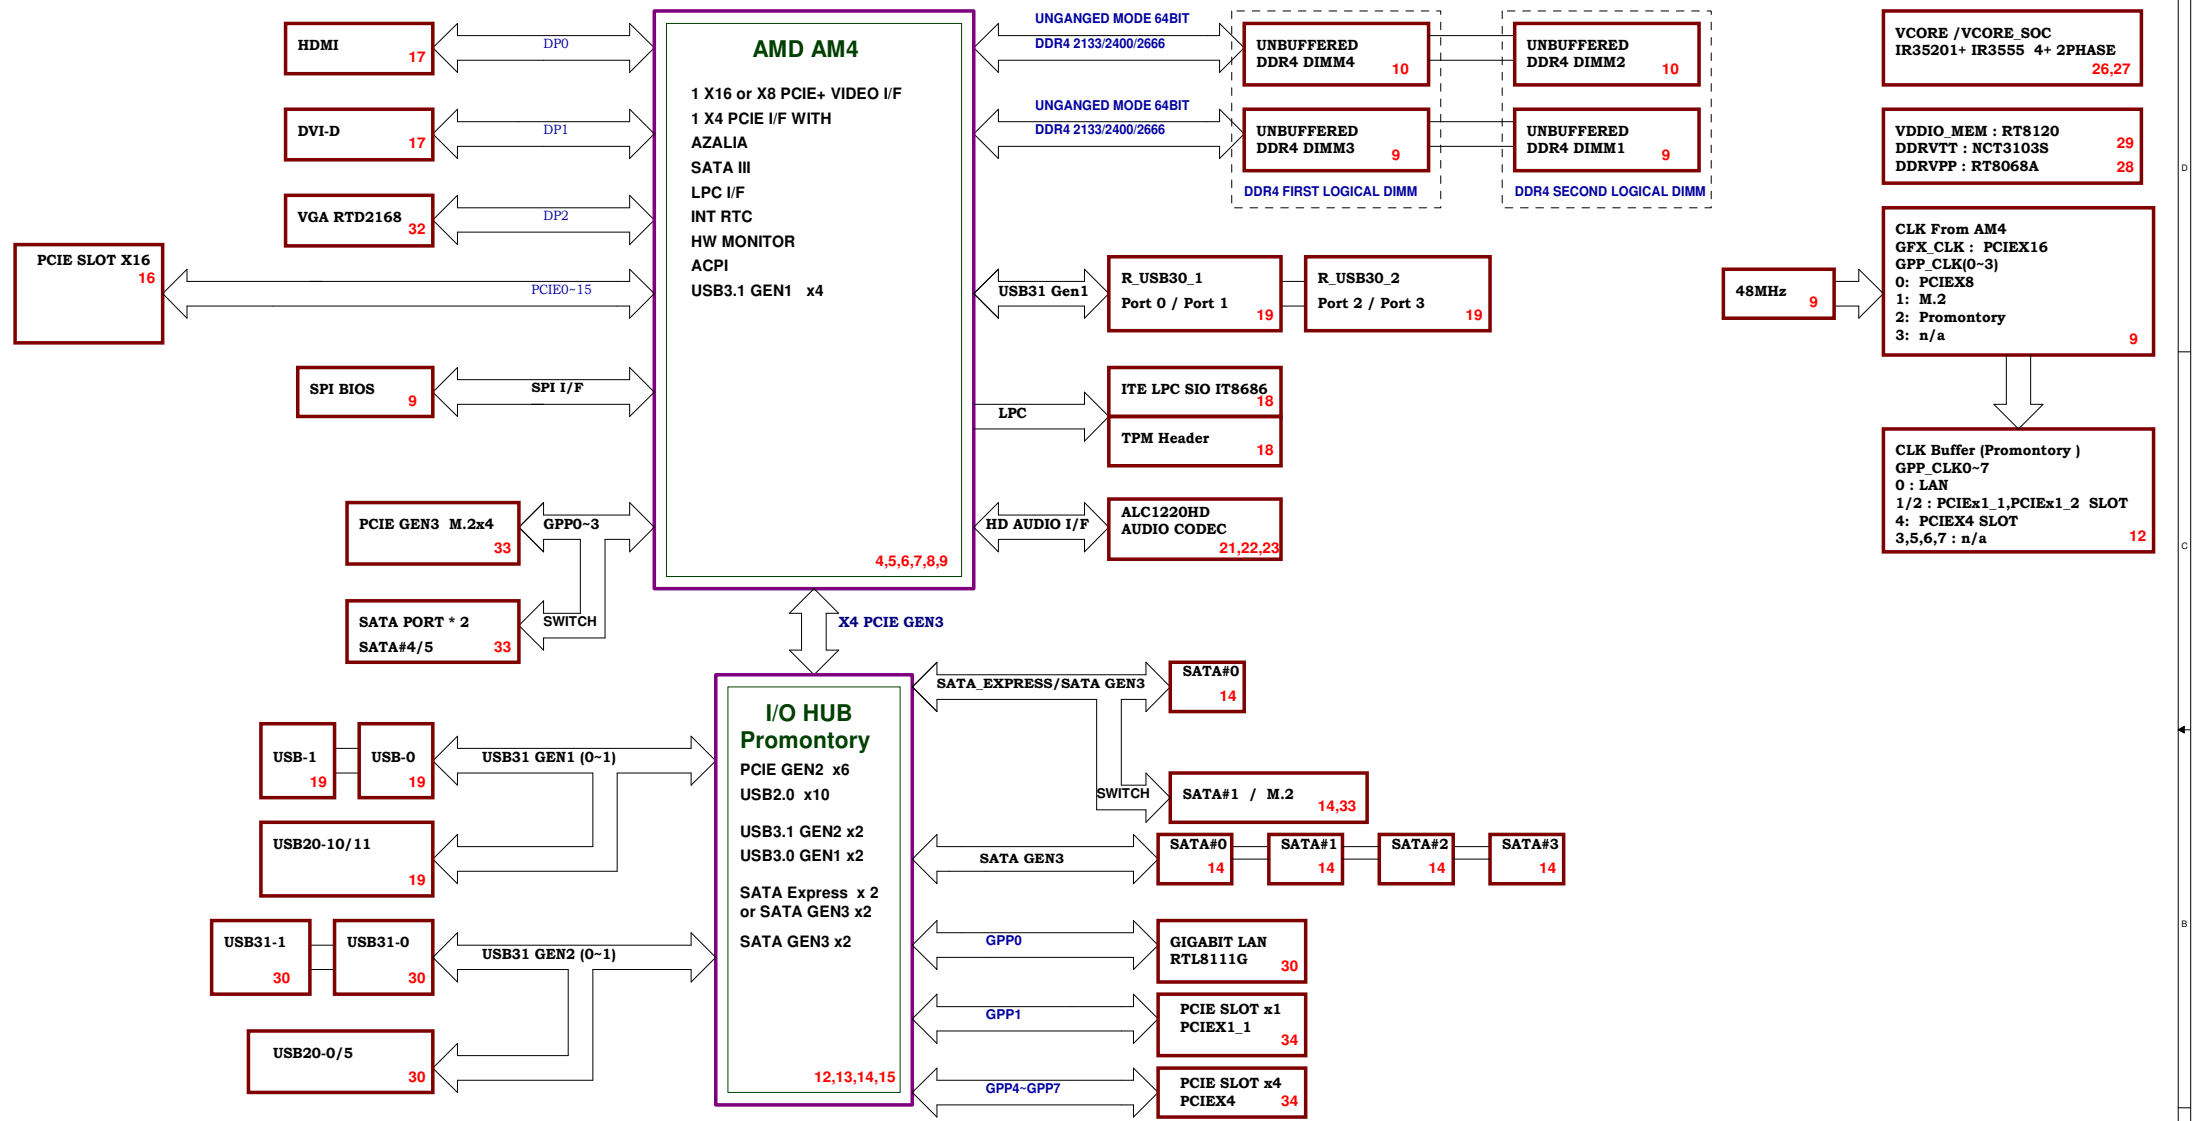 HDMI
17
DP0
DVI-D
17
DP1
VGA RTD2168
32
DP2
PCIE SLOT X16
16
PCIE0~15
SPI BIOS
9
SPI I/F
PCIE GEN3 M.2x4
33
GPP0~3
SATA PORT * 2
SATA#4/5
33
SWITCH
AMD AM4
1 X16 or X8 PCIE+ VIDEO I/F
1 X4 PCIE I/F WITH
AZALIA
SATA III
LPC I/F
INT RTC
HW MONITOR
ACPI
USB3.1 GEN1 x4
4,5,6,7,8,9
UNGANGED MODE 64BIT
DDR4 2133/2400/2666
UNBUFFERED
DDR4 DIMM4
10
UNBUFFERED
DDR4 DIMM2
10
UNGANGED MODE 64BIT
DDR4 2133/2400/2666
UNBUFFERED
DDR4 DIMM3
9
UNBUFFERED
DDR4 DIMM1
9
DDR4 FIRST LOGICAL DIMM
DDR4 SECOND LOGICAL DIMM
USB31 Gen1
R_USB30_1
Port 0 / Port 1
19
R_USB30_2
Port 2 / Port 3
19
LPC
ITE LPC SIO IT8686
18
TPM Header
18
HD AUDIO I/F
ALC1220HD
AUDIO CODEC
21,22,23
VCORE /VCORE_SOC
IR35201+ IR3555 4+ 2PHASE
26,27
VDDIO_MEM : RT8120
29
DDRVTT : NCT3103S
DDRVPP : RT8068A
28
48MHz
9
CLK From AM4
GFX_CLK : PCIEX16
GPP_CLK(0~3)
0: PCIEX8
1: M.2
2: Promontory
3: n/a
9
CLK Buffer (Promontory )
GPP_CLK0~7
0 : LAN
1/2 : PCIEx1_1,PCIEx1_2 SLOT
4: PCIEX4 SLOT
3,5,6,7 : n/a
12
X4 PCIE GEN3
I/O HUB
Promontory
PCIE GEN2 x6
USB2.0 x10
USB3.1 GEN2 x2
USB3.0 GEN1 x2
SATA Express x 2
or SATA GEN3 x2
SATA GEN3 x2
12,13,14,15
USB-1
19
USB-0
19
USB31 GEN1 (0~1)
USB20-10/11
19
USB31-1
30
USB31-0
30
USB31 GEN2 (0~1)
USB20-0/5
30
SATA_EXPRESS/SATA GEN3
SATA#0
14
SWITCH
SATA#1 / M.2
14,33
SATA GEN3
SATA#0
14
SATA#1
14
SATA#2
14
SATA#3
14
GPP0
GIGABIT LAN
RTL8111G
30
GPP1
PCIE SLOT x1
PCIEX1_1
34
GPP4~GPP7
PCIE SLOT x4
PCIEX4
34
D
C
B